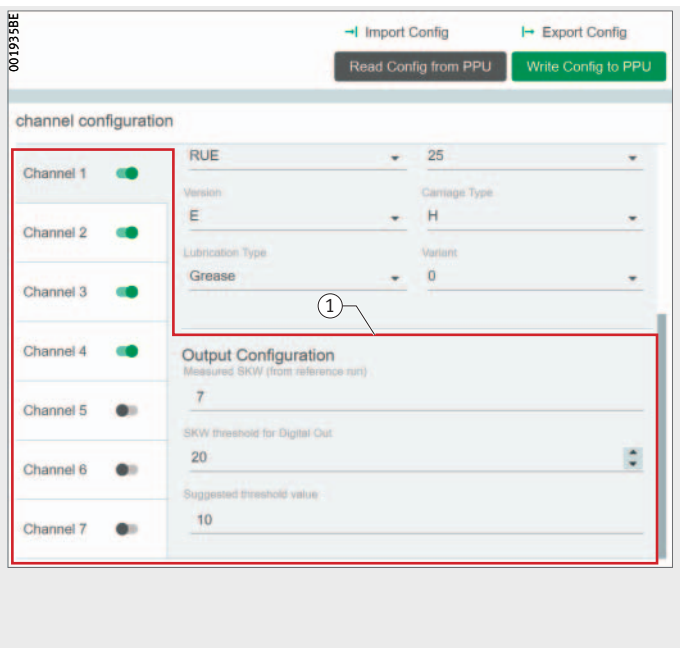 001935BE
Import Config
Export Config
Read Config from PPU
Write Config to PPU
channel configuration
Channel 1
RUE
25
Version
Carriage Type
Channel 2
E
H
Lubrication Type
Variant
Channel 3
Grease
0
1
Channel 4
Output Configuration
Measured SKW (from reference run)
7
Channel 5
SKW threshold for Digital Out
20
Channel 6
Suggested threshold value
10
Channel 7